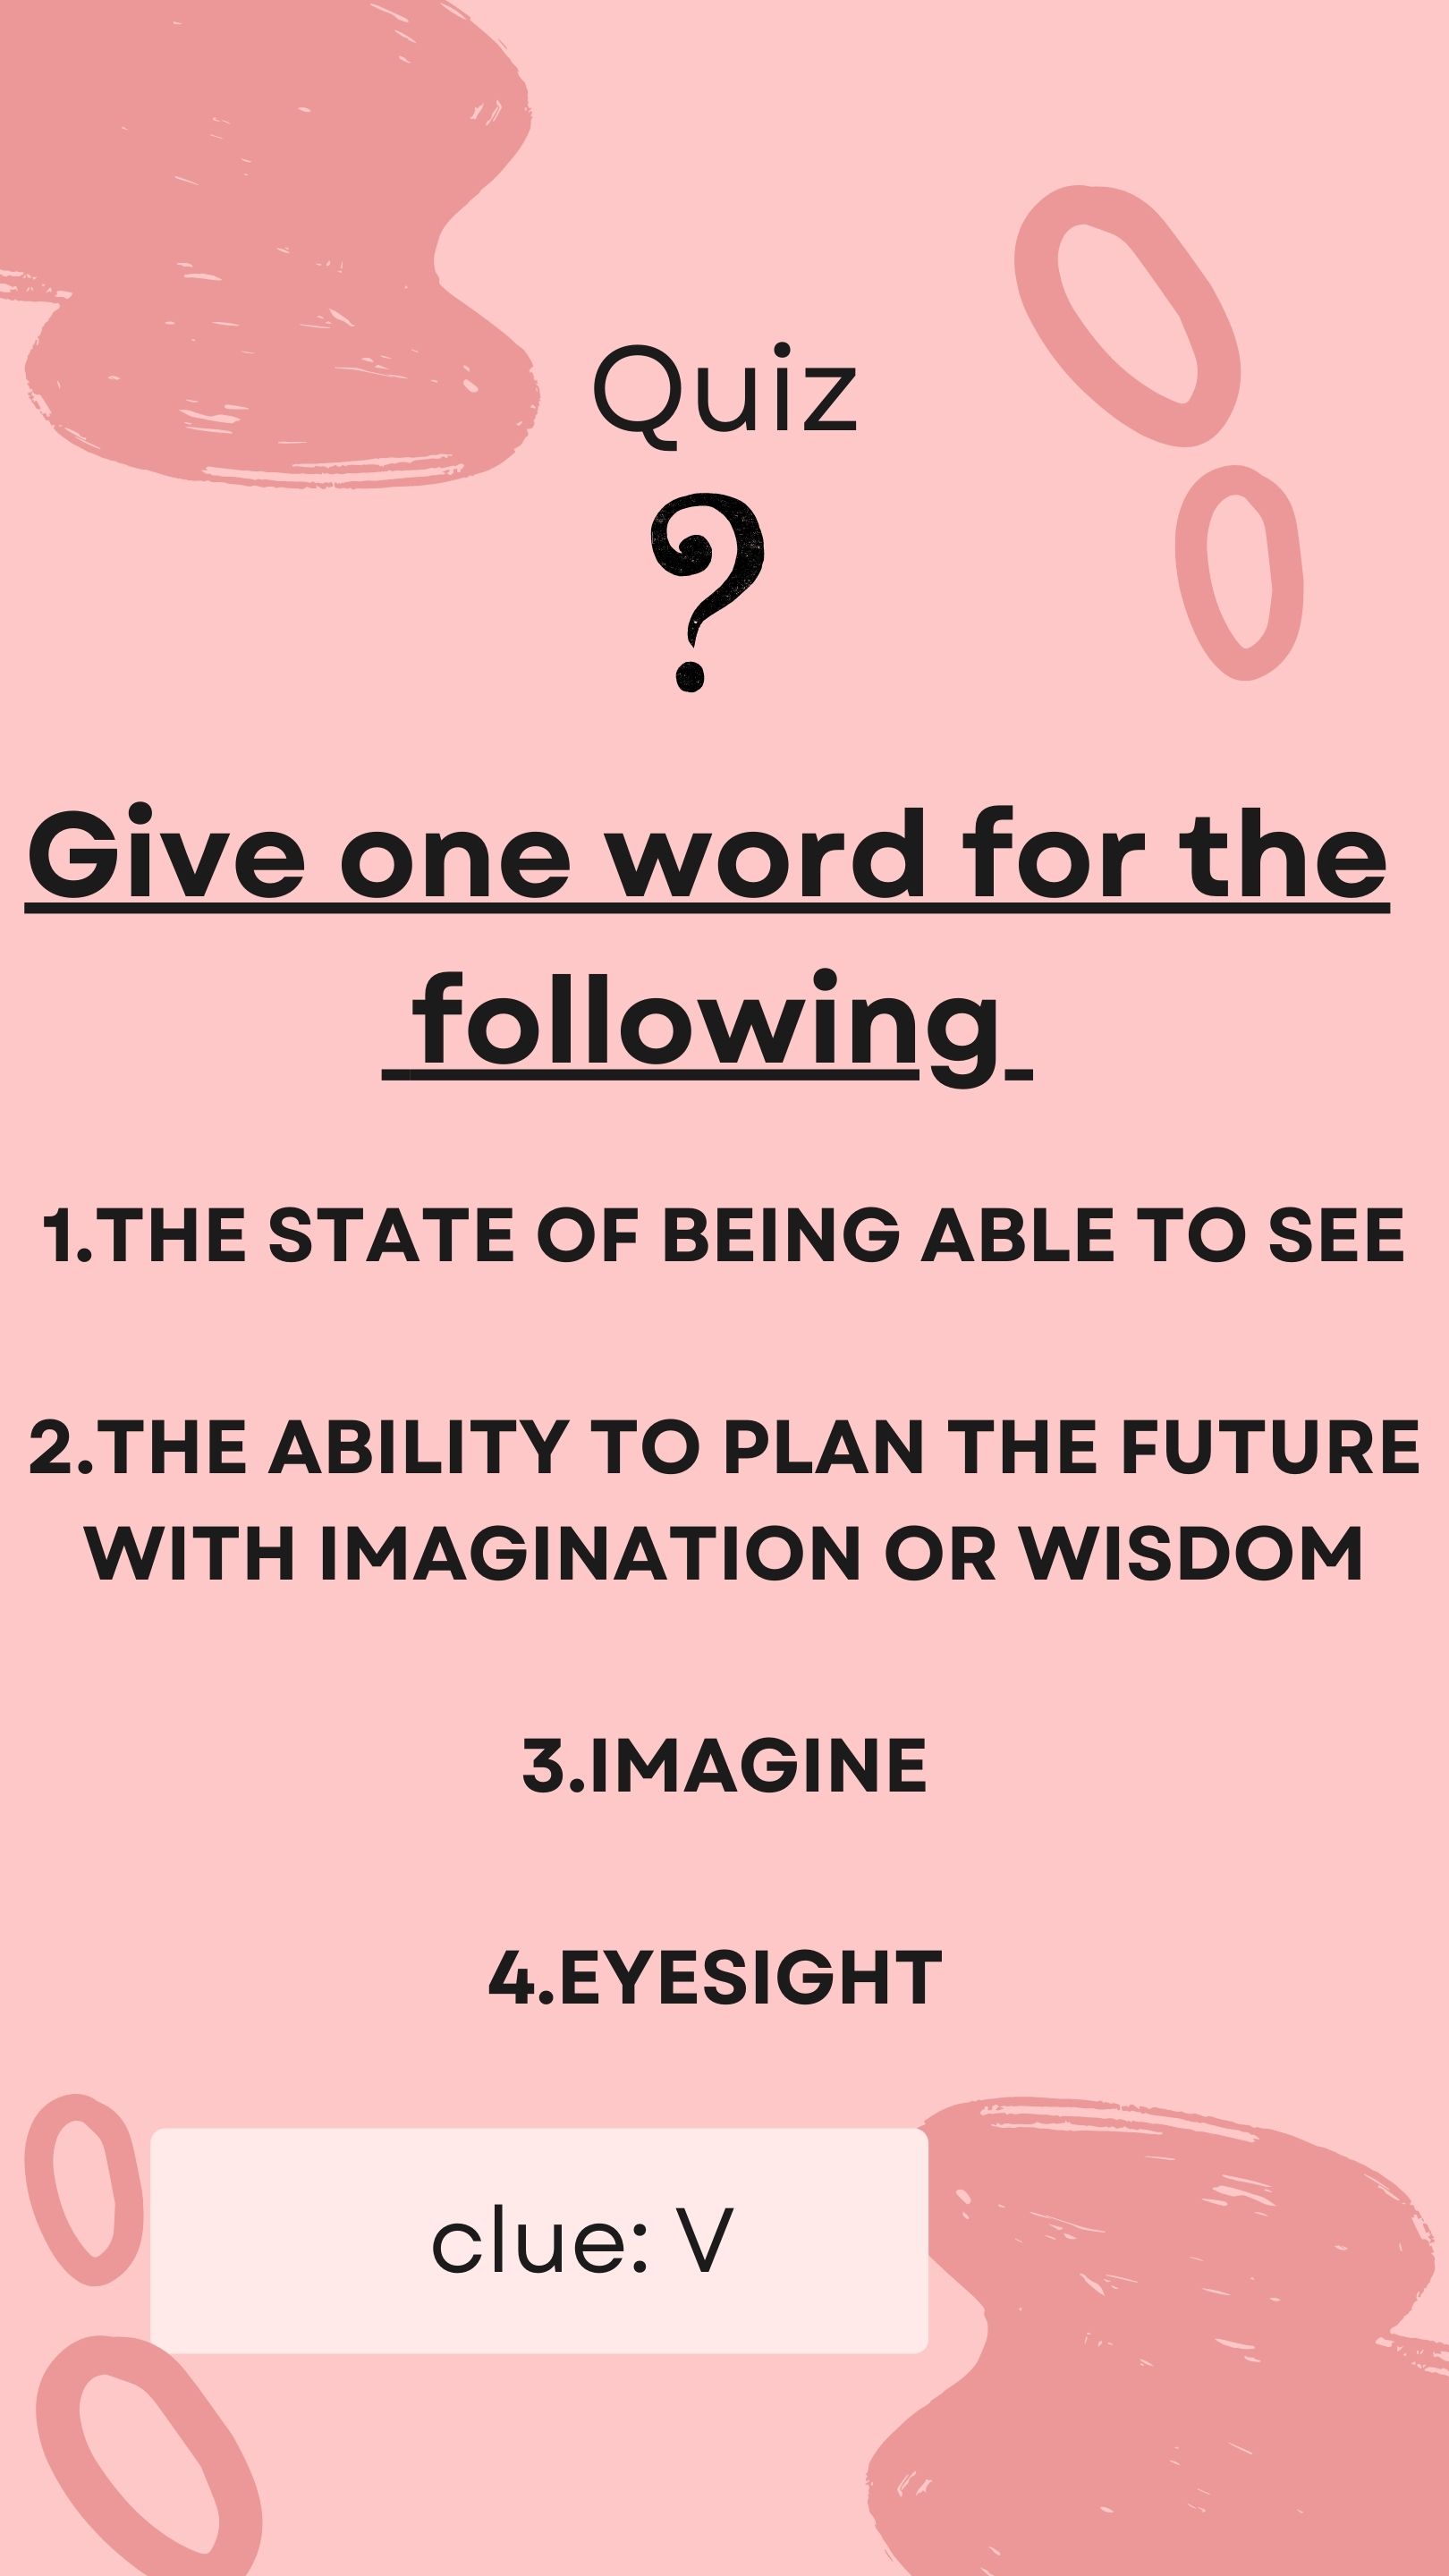 Quiz
?
Give one word for the
following
1.THE STATE OF BEING ABLE TO SEE
2.THE ABILITY TO PLAN THE FUTURE
WITH IMAGINATION OR WISDOM
3.IMAGINE
4.EYESIGHT
clue: V